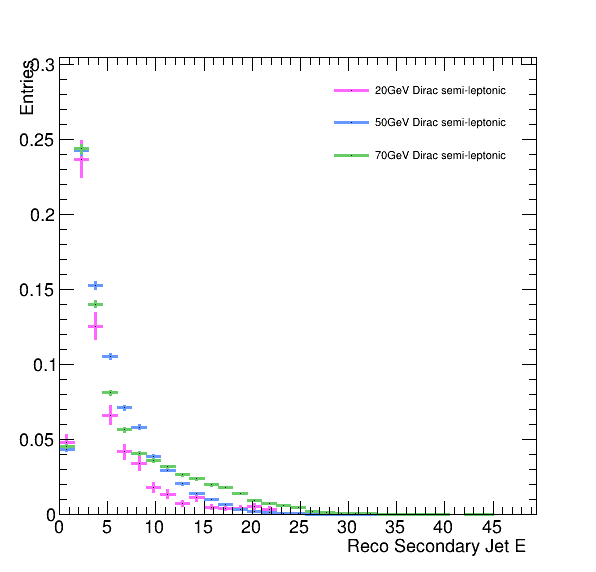 Entries
0.3
0.25
0.2
0.15
0.1
0.05
0
20GeV Dirac semi-leptonic
50GeV Dirac semi-leptonic
70GeV Dirac semi-leptonic
0 5 10 15 20 25 30 35 40 45
Reco Secondary Jet E